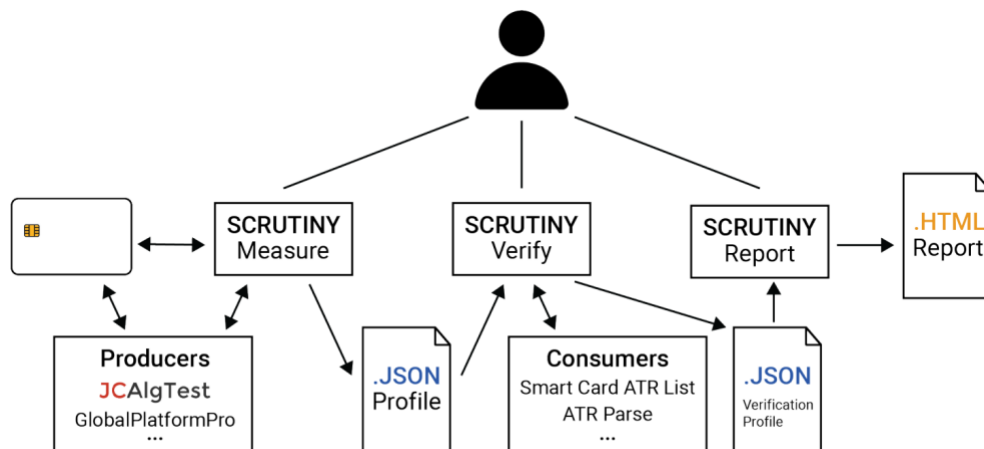 SCRUTINY
Measure
SCRUTINY
Verify
SCRUTINY
Report
.HTML
Report
Producers
JCAlgTest
GlobalPlatformPro
...
.JSON
Profile
Consumers
Smart Card ATR List
ATR Parse
...
.JSON
Verification
Profile